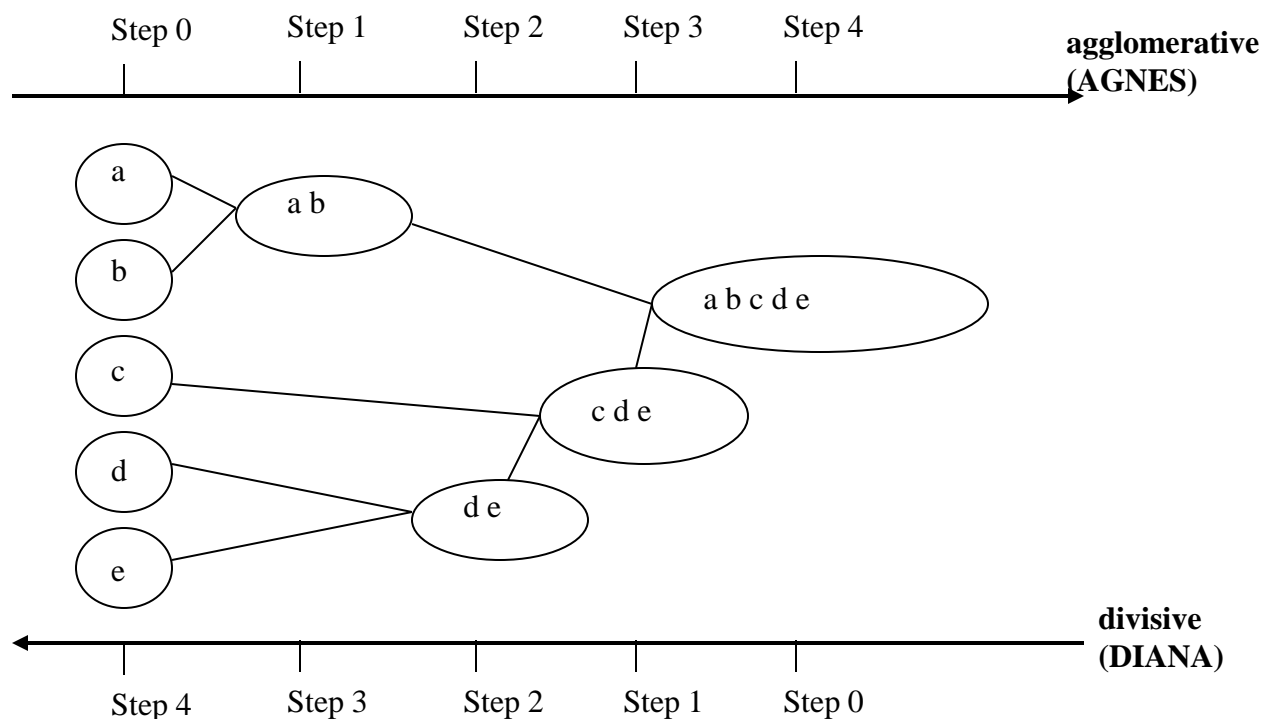 Step 0 Step 1 Step 2 Step 3 Step 4
agglomerative
(AGNES)
a
a b
b
a b c d e
c
c d e
d
d e
e
divisive
(DIANA)
Step 4 Step 3 Step 2 Step 1 Step 0